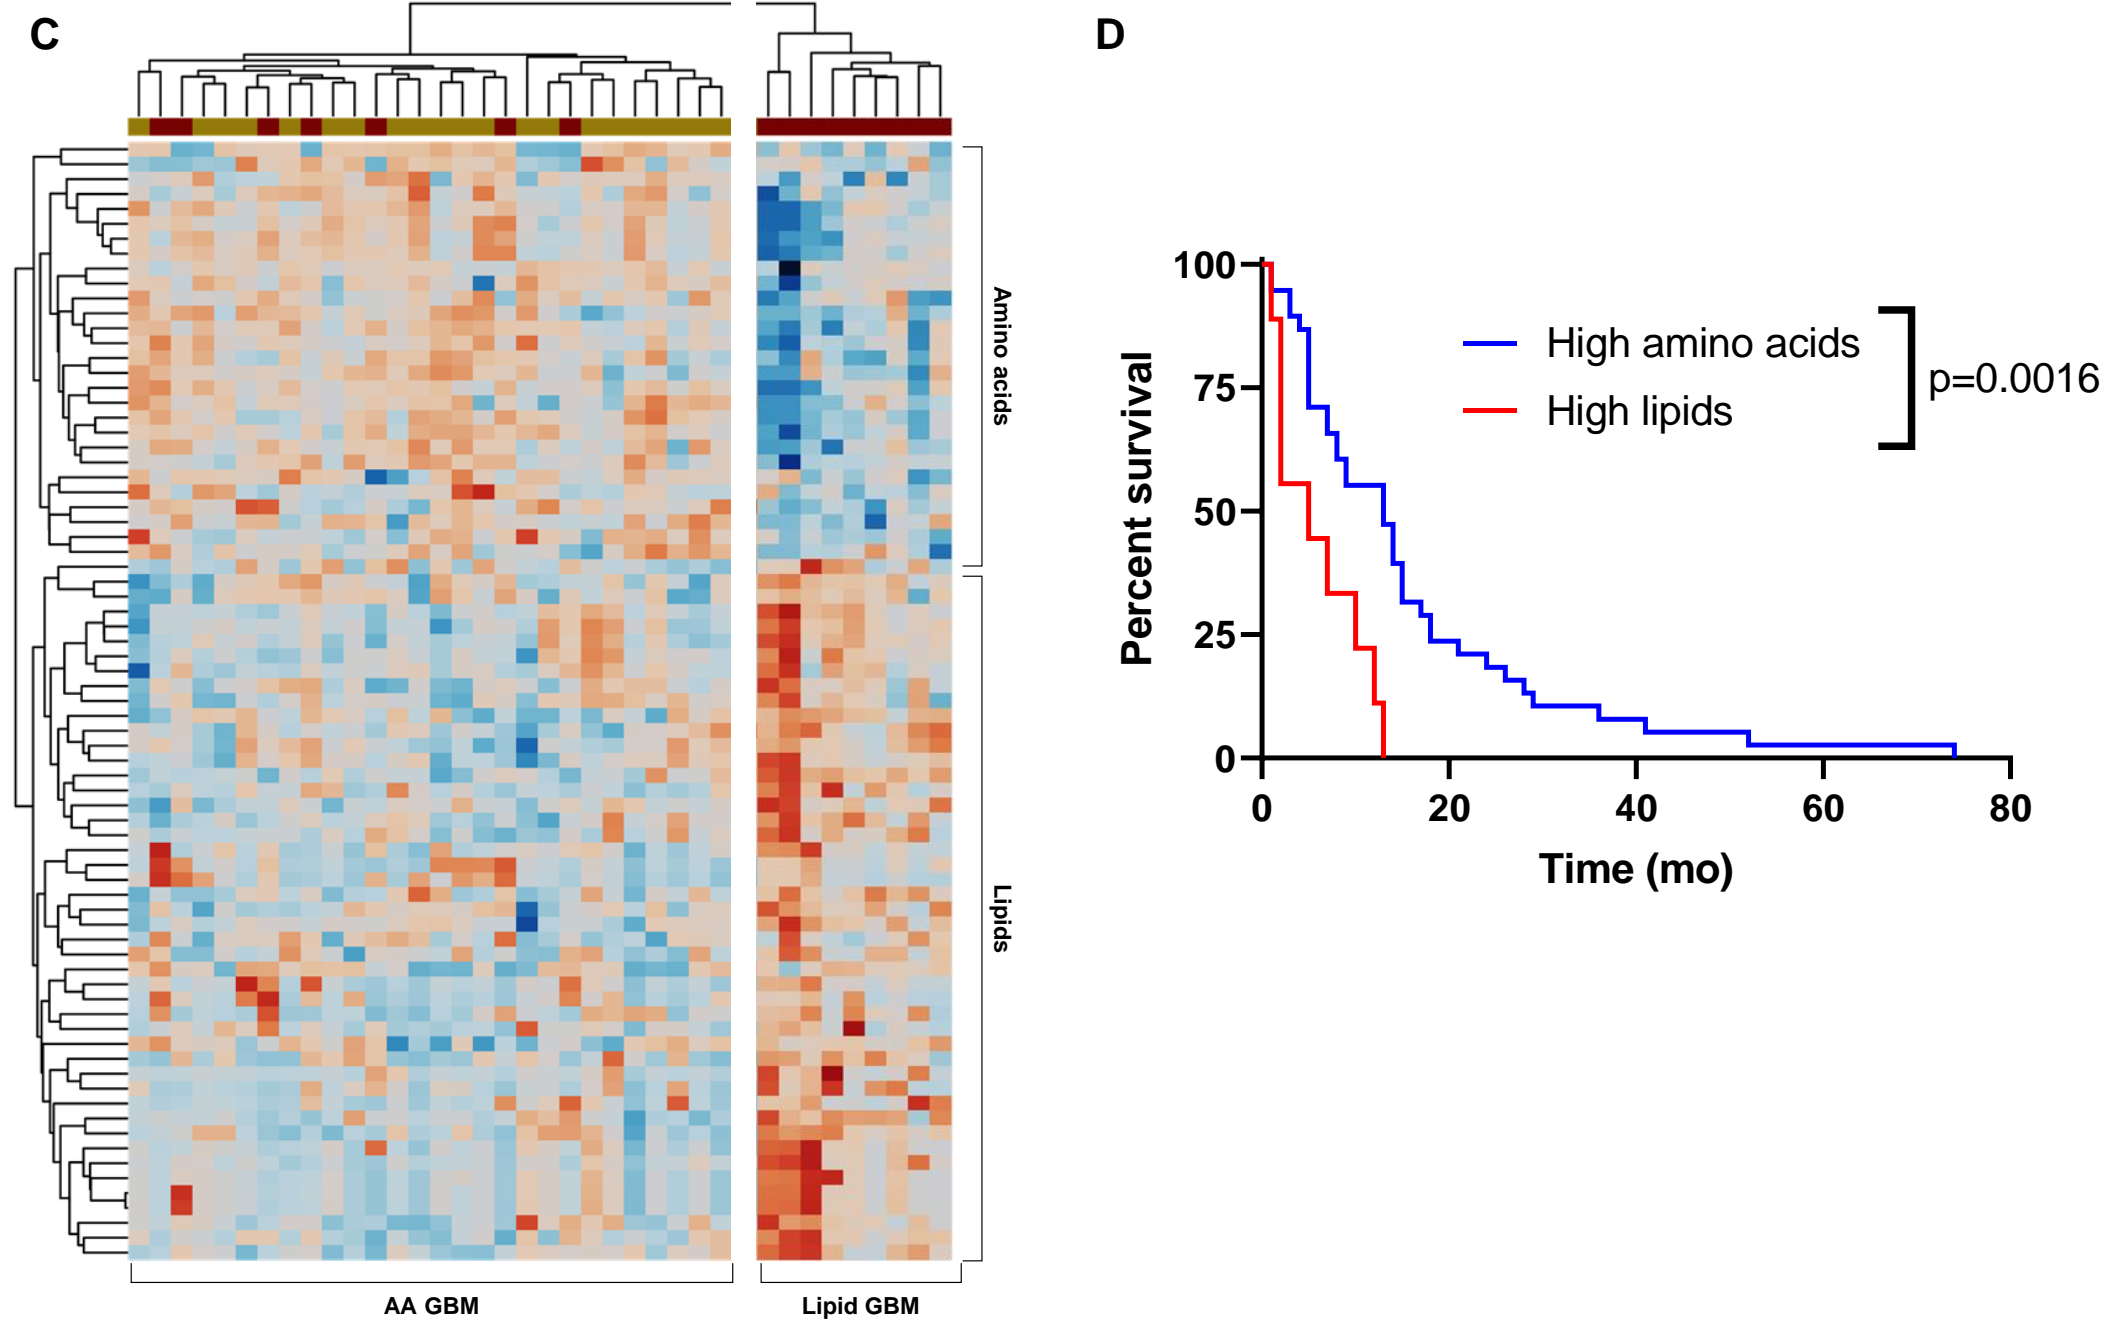 C
Amino acids
Lipids
AA GBM
Lipid GBM
D
Percent survival
100
75
50
25
0
0
20
40
60
80
Time (mo)
High amino acids
High lipids
p=0.0016